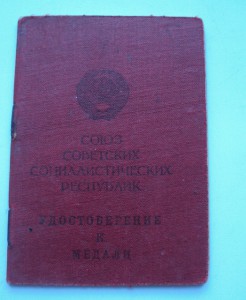 СОЮЗ
СОВЕТСКИХ
СОЦИАЛИСТИЧЕСКИХ
РЕСПУБЛИК
УДОСТОВЕРЕНИЕ
К
МЕДАЛИ